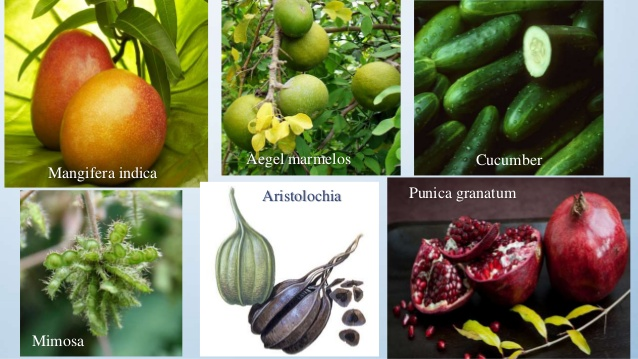 Mangifera indica
Aegel marmelos
Cucumber
Mimosa
Aristolochia
Punica granatum